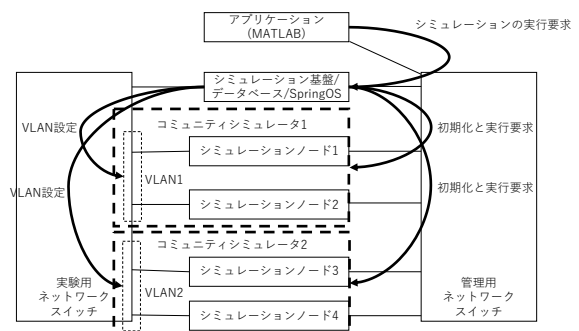 アプリケーション
(MATLAB)
シミュレーションの実行要求
シミュレーション基盤/
データベース/SpringOS
VLAN設定
コミュニティシミュレータ1
初期化と実行要求
シミュレーションノード1
VLAN1
VLAN設定
初期化と実行要求
シミュレーションノード2
コミュニティシミュレータ2
シミュレーションノード3
実験用
ネットワーク
スイッチ
VLAN2
管理用
ネットワーク
スイッチ
シミュレーションノード4